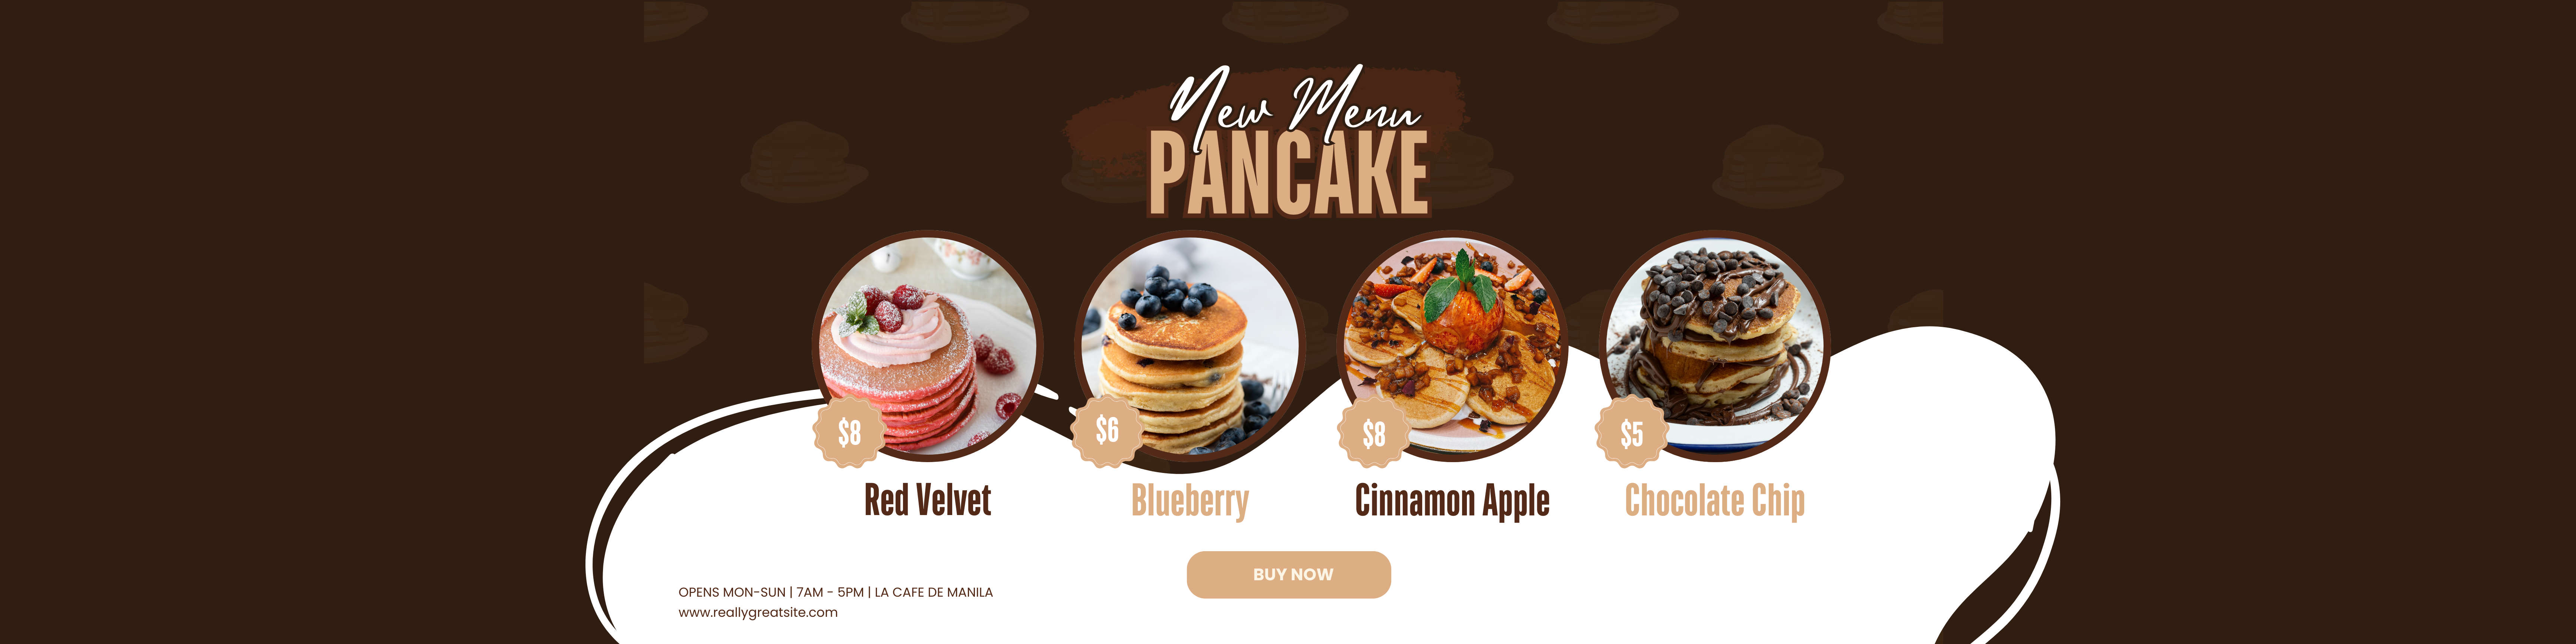 New Menu
PANCAKE
$8
$6
$8
$5
Red Velvet
Blueberry
Cinnamon Apple
Chocolate Chip
BUY NOW
OPENS MON-SUN | 7AM - 5PM | LA CAFE DE MANILA
www.reallygreatsite.com